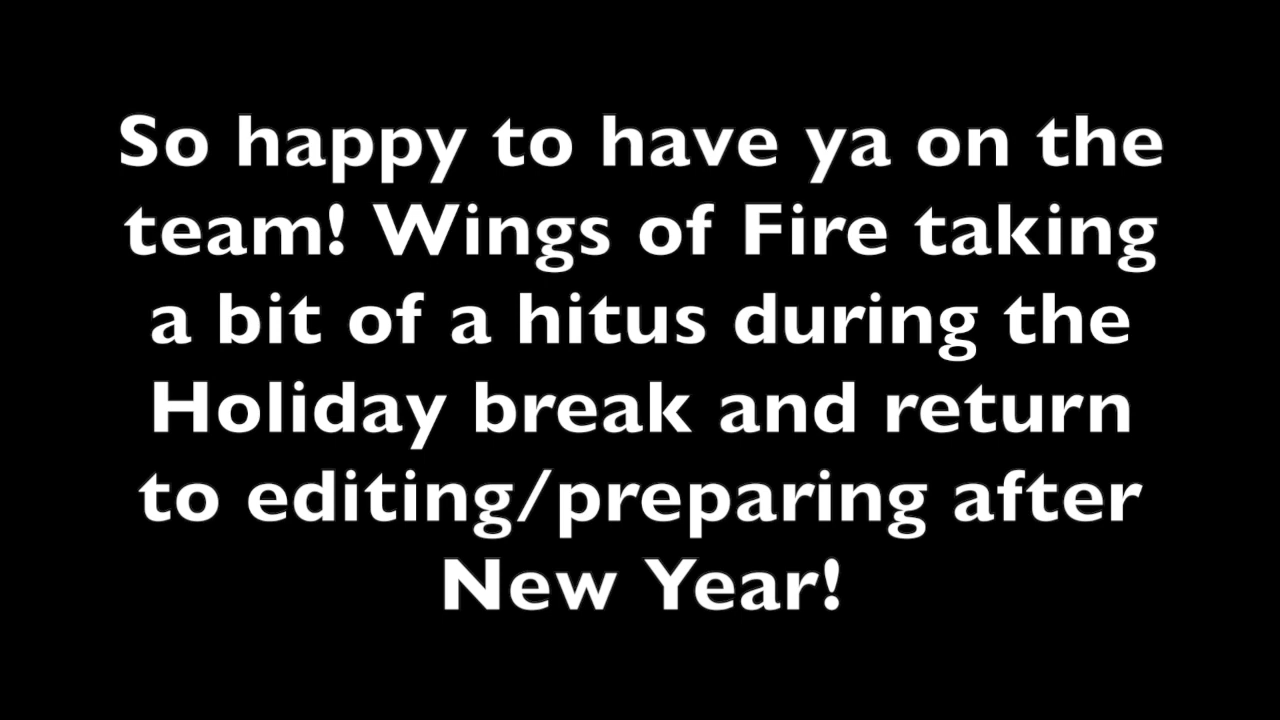 So happy to have ya on the
team! Wings of Fire taking
a bit of a hitus during the
Holiday break and return
to editing/preparing after
New Year!